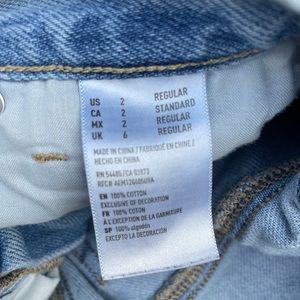 US 2 REGULAR
CA 2 STANDARD
MX 2 REGULAR
UK 6 REGULAR
MADE IN CHINA / FABRIQUÉ EN CHINE /
HECHO EN CHINA
RN 54485/CA 03873
EN 100% COTTON
EXCLUSIVE OF DECORATION
FR 100% COTON
À L'EXCEPTION DE LA GARNITURE
SP 100% algodón
EXCEPTO LA DECORACIÓN